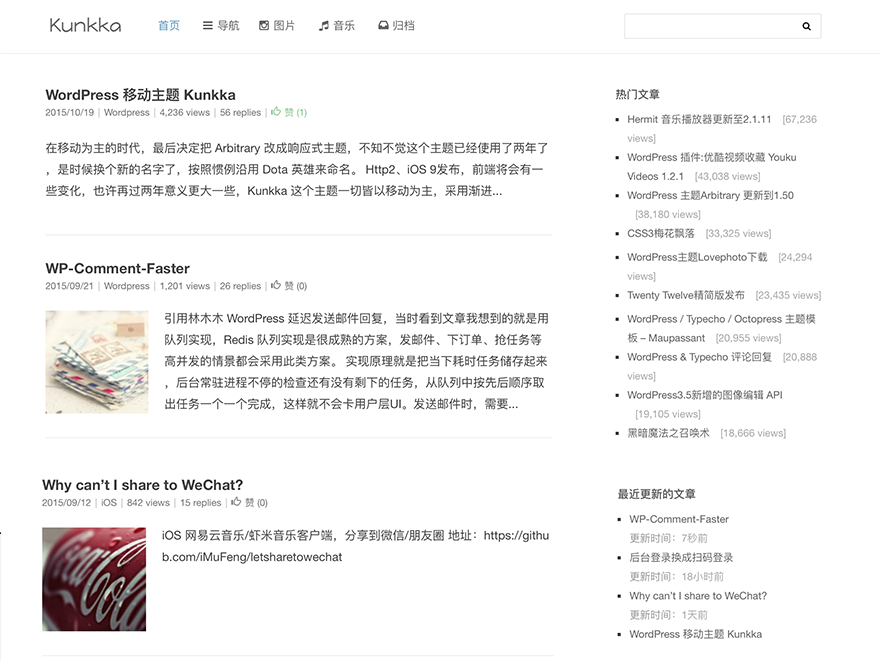 Kunkka 首页 导航 图片 音乐 归档
WordPress 移动主题 Kunkka
2015/10/19 | Wordpress | 4,236 views | 56 replies | 赞 (1)
在移动为主的时代，最后决定把 Arbitrary 改成响应式主题，不知不觉这个主题已经使用了两年了
，是时候换个新的名字了，按照惯例沿用 Dota 英雄来命名。 Http2、iOS 9发布，前端将会有一
些变化，也许再过两年意义更大一些，Kunkka 这个主题一切皆以移动为主，采用渐进...
WP-Comment-Faster
2015/09/21 | Wordpress | 1,201 views | 26 replies | 赞 (0)
引用林木木 WordPress 延迟发送邮件回复，当时看到文章我想到的就是用
队列实现，Redis 队列实现是很成熟的方案，发邮件、下订单、抢任务等
高并发的情景都会采用此类方案。 实现原理就是把当下耗时任务储存起来
，后台常驻进程不停的检查还有没有剩下的任务，从队列中按先后顺序取
出任务一个一个完成，这样就不会卡用户层UI。发送邮件时，需要...
Why can’t I share to WeChat?
2015/09/12 | iOS | 842 views | 15 replies | 赞 (0)
iOS 网易云音乐/虾米音乐客户端，分享到微信/朋友圈 地址：https://githu
b.com/iMuFeng/letsharetowechat
Coca-Cola
热门文章
Hermit 音乐播放器更新至2.1.11 [67,236
views]
WordPress 插件:优酷视频收藏 Youku
Videos 1.2.1 [43,038 views]
WordPress 主题Arbitrary 更新到1.50
[38,180 views]
CSS3梅花飘落 [33,325 views]
WordPress主题Lovephoto下载 [24,294
views]
Twenty Twelve精简版发布 [23,435 views]
WordPress / Typecho / Octopress 主题模
板 – Maupassant [20,955 views]
WordPress & Typecho 评论回复 [20,888
views]
WordPress3.5新增的图像编辑 API
[19,105 views]
黑暗魔法之召唤术 [18,666 views]
最近更新的文章
WP-Comment-Faster
更新时间：7秒前
后台登录换成扫码登录
更新时间：18小时前
Why can’t I share to WeChat?
更新时间：1天前
WordPress 移动主题 Kunkka